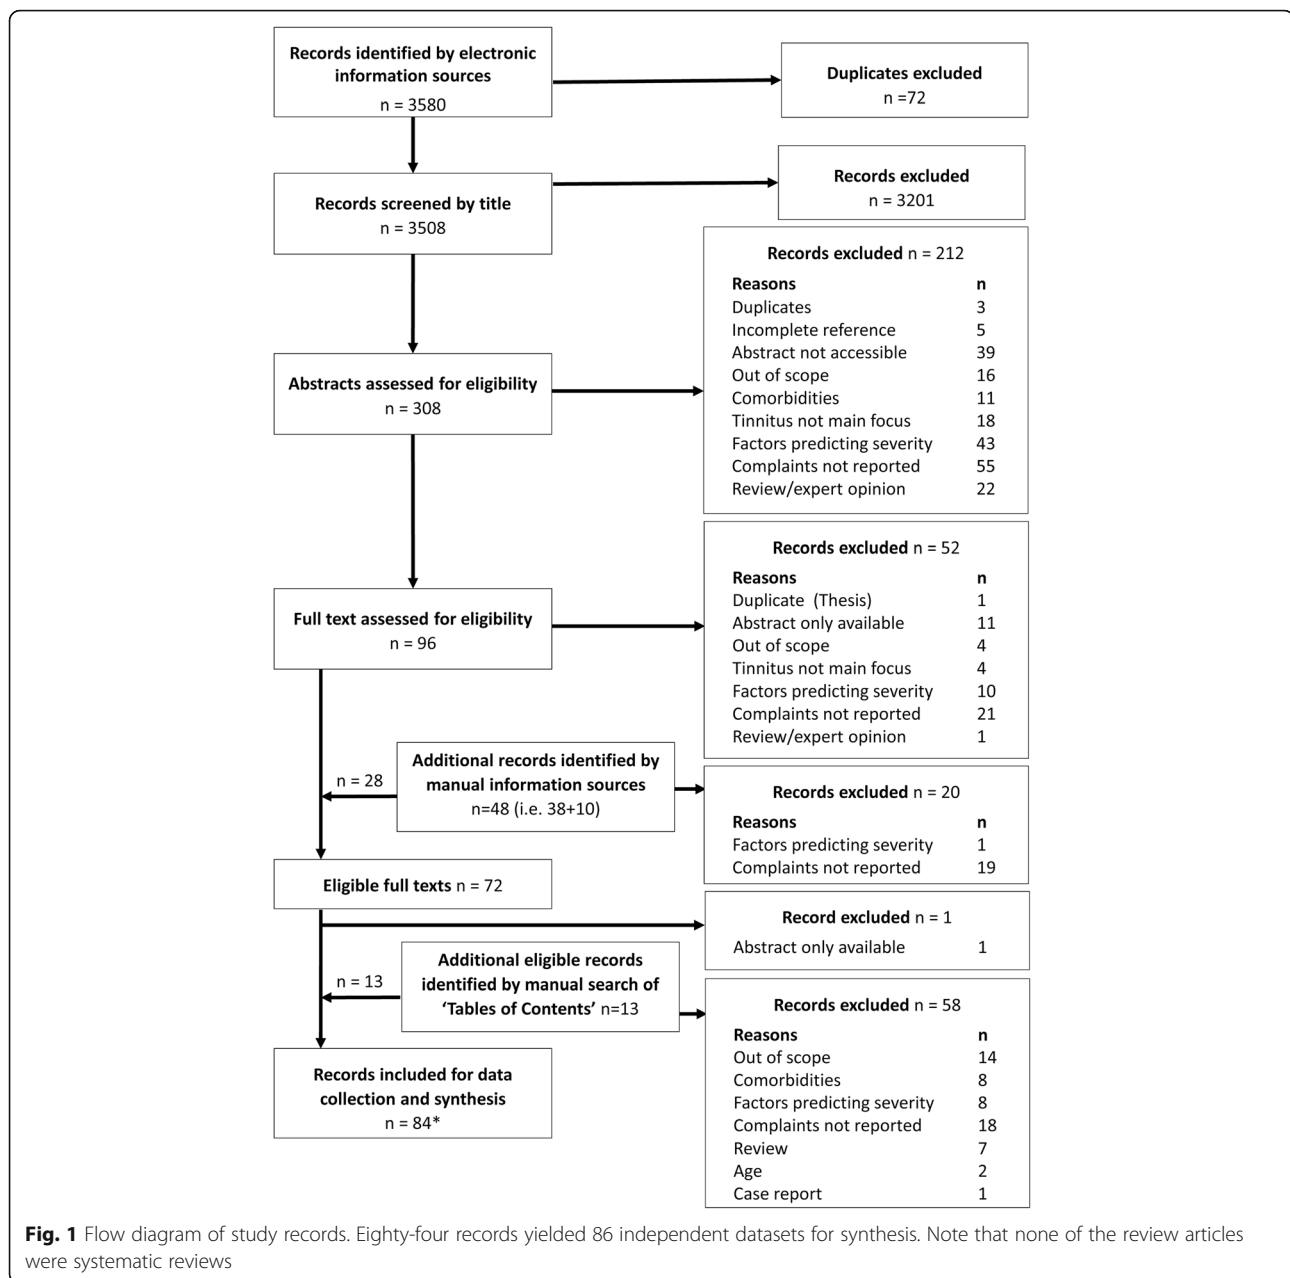 Records identified by electronic
information sources
n = 3580
Duplicates excluded
n =72
Records screened by title
n = 3508
Records excluded
n = 3201
Abstracts assessed for eligibility
n = 308
Records excluded n = 212
Reasons n
Duplicates 3
Incomplete reference 5
Abstract not accessible 39
Out of scope 16
Comorbidities 11
Tinnitus not main focus 18
Factors predicting severity 43
Complaints not reported 55
Review/expert opinion 22
Full text assessed for eligibility
n = 96
Records excluded n = 52
Reasons n
Duplicate (Thesis) 1
Abstract only available 11
Out of scope 4
Tinnitus not main focus 4
Factors predicting severity 10
Complaints not reported 21
Review/expert opinion 1
n = 28
Additional records identified by
manual information sources
n=48 (i.e. 38+10)
Records excluded n = 20
Reasons n
Factors predicting severity 1
Complaints not reported 19
Eligible full texts n = 72
Record excluded n = 1
Abstract only available 1
n = 13
Additional eligible records
identified by manual search of
‘Tables of Contents’ n=13
Records excluded n = 58
Reasons n
Out of scope 14
Comorbidities 8
Factors predicting severity 8
Complaints not reported 18
Review 7
Age 2
Case report 1
Records included for data
collection and synthesis
n = 84*
Fig. 1 Flow diagram of study records. Eighty-four records yielded 86 independent datasets for synthesis. Note that none of the review articles
were systematic reviews